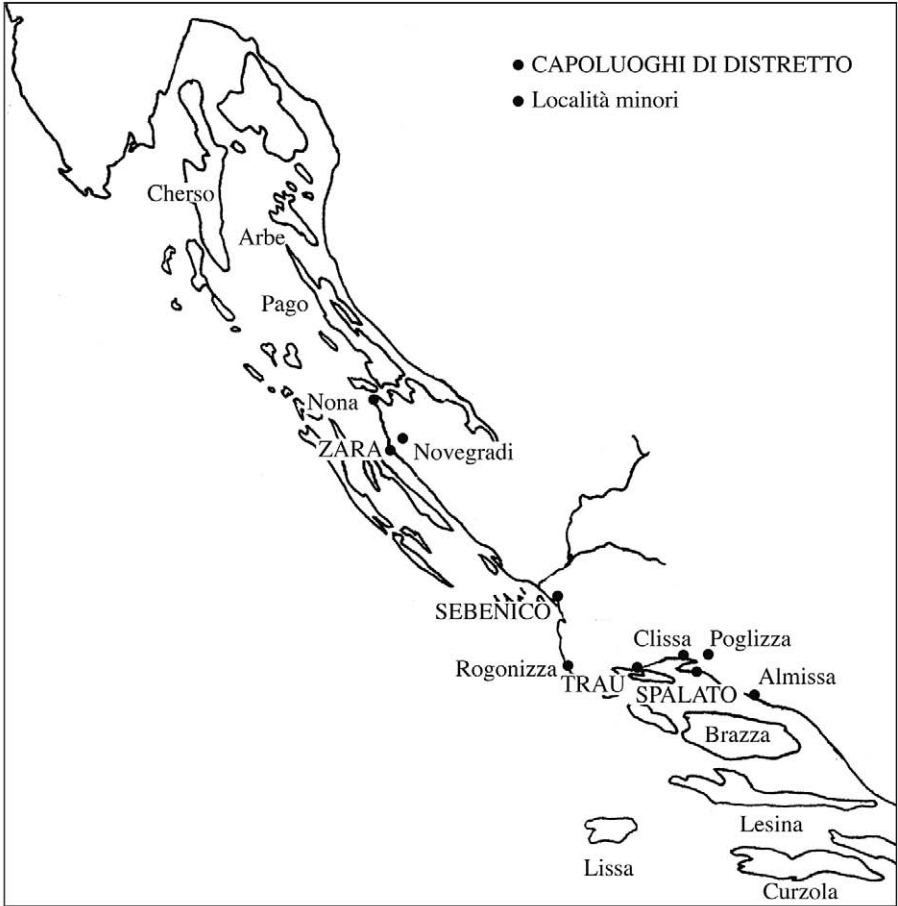 CAPOLUOGHI DI DISTRETTO
Località minori
Cherso
Arbe
Pago
Nona
ZARA
Novegradi
SEBENICO
Clissa
Poglizza
Rogonizza
TRAÙ
SPALATO
Almissa
Brazza
Lesina
Lissa
Curzola